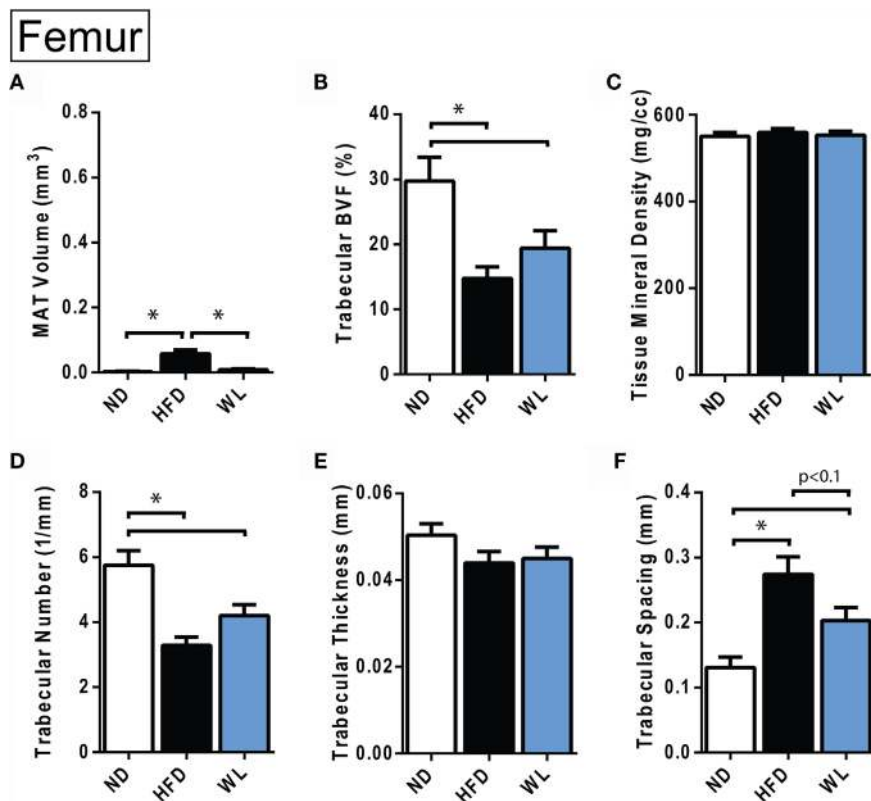 Femur
A
MAT Volume (mm³)
0.8
0.6
0.4
0.2
0.0
*
*
ND
HFD
WL
B
Trabecular BVF (%)
40
30
20
10
0
*
ND
HFD
WL
C
Tissue Mineral Density (mg/cc)
600
400
200
0
ND
HFD
WL
D
Trabecular Number (1/mm)
8
6
4
2
0
*
ND
HFD
WL
E
Trabecular Thickness (mm)
0.06
0.04
0.02
0.00
ND
HFD
WL
F
Trabecular Spacing (mm)
0.4
0.3
0.2
0.1
0.0
p<0.1
*
ND
HFD
WL